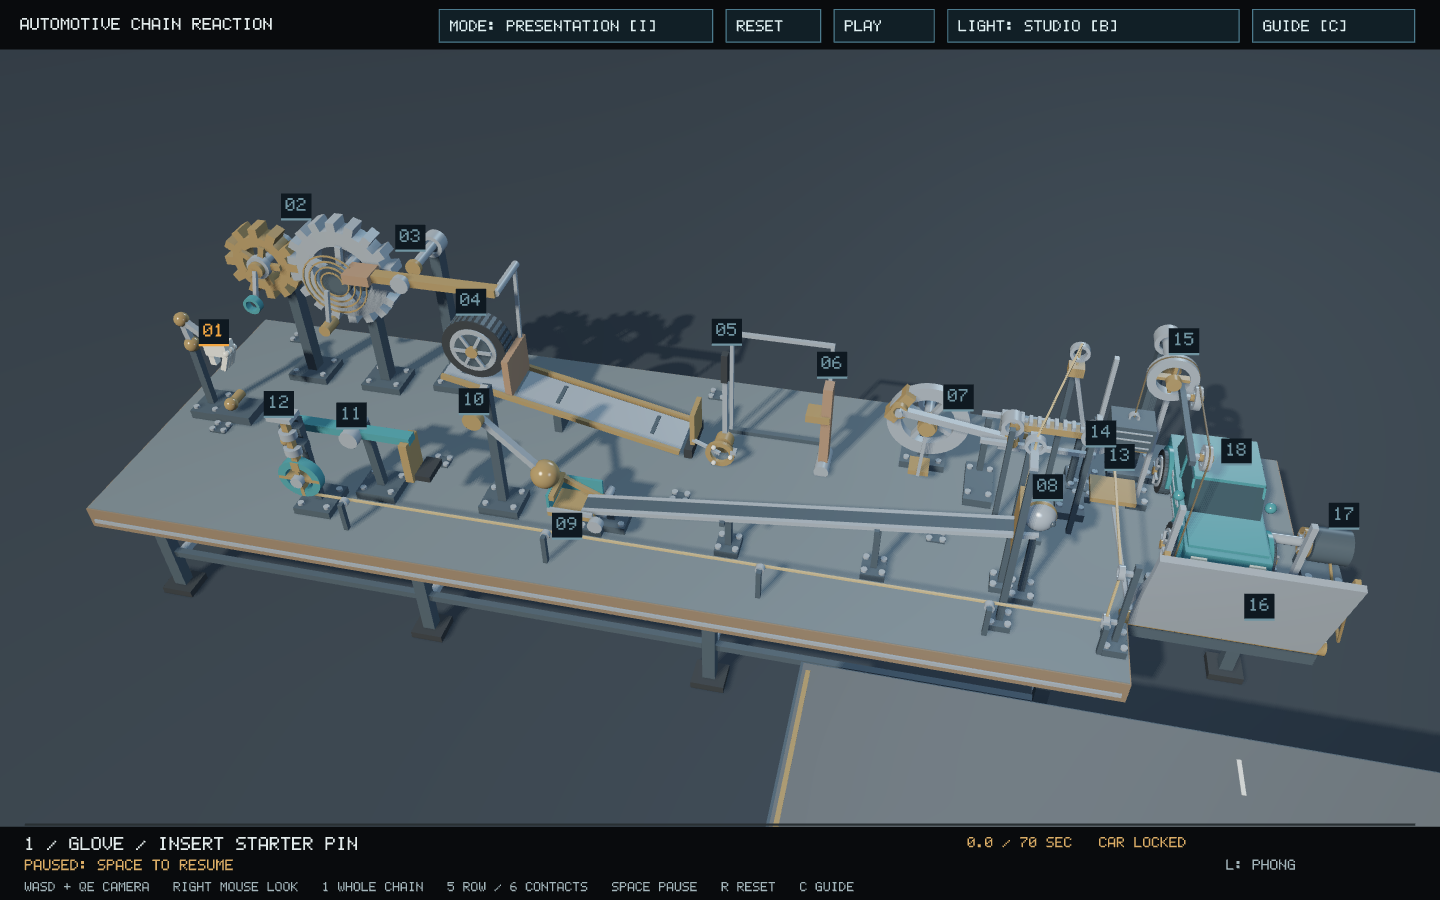 AUTOMOTIVE CHAIN REACTION
MODE: PRESENTATION [I]
RESET
PLAY
LIGHT: STUDIO [B]
GUIDE [C]
02
03
04
01
05
15
06
07
10
12
11
14
13
18
08
17
09
16
1 / GLOVE / INSERT STARTER PIN
0.0 / 70 SEC CAR LOCKED
PAUSED: SPACE TO RESUME
L: PHONG
WASD + QE CAMERA RIGHT MOUSE LOOK 1 WHOLE CHAIN 5 ROW / 6 CONTACTS SPACE PAUSE R RESET C GUIDE